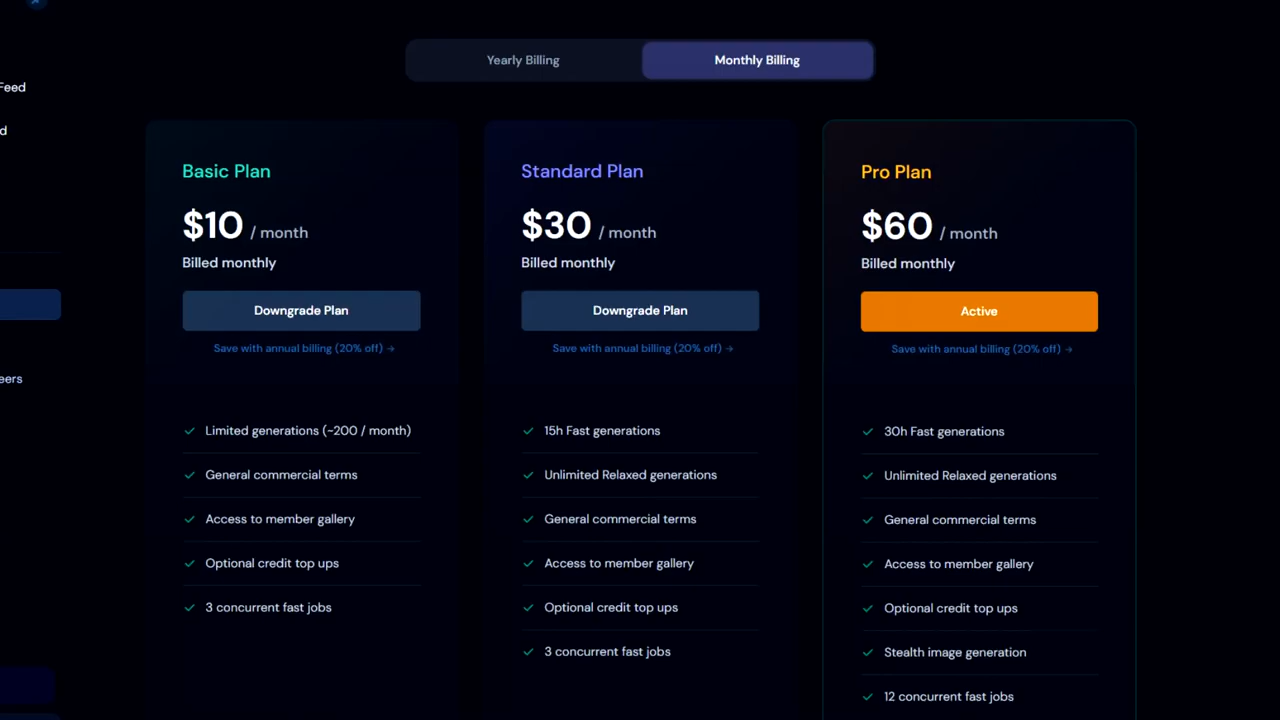 Feed
d
eers
Yearly Billing
Monthly Billing
Basic Plan
$10 / month
Billed monthly
Downgrade Plan
Save with annual billing (20% off) →
Limited generations (~200 / month)
General commercial terms
Access to member gallery
Optional credit top ups
3 concurrent fast jobs
Standard Plan
$30 / month
Billed monthly
Downgrade Plan
Save with annual billing (20% off) →
15h Fast generations
Unlimited Relaxed generations
General commercial terms
Access to member gallery
Optional credit top ups
3 concurrent fast jobs
Pro Plan
$60 / month
Billed monthly
Active
Save with annual billing (20% off) →
30h Fast generations
Unlimited Relaxed generations
General commercial terms
Access to member gallery
Optional credit top ups
Stealth image generation
12 concurrent fast jobs